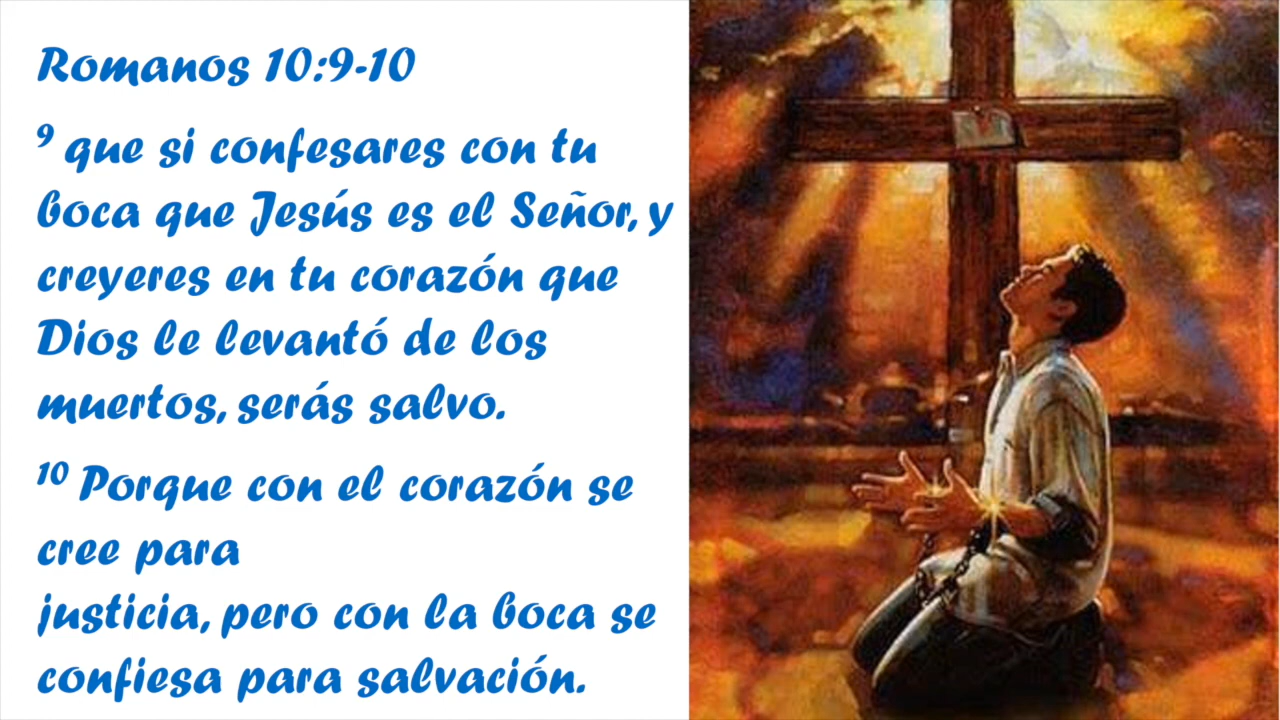 Romanos 10:9-10
9 que si confesares con tu
boca que Jesús es el Señor, y
creyeres en tu corazón que
Dios le levantó de los
muertos, serás salvo.
10 Porque con el corazón se
cree para
justicia, pero con la boca se
confiesa para salvación.